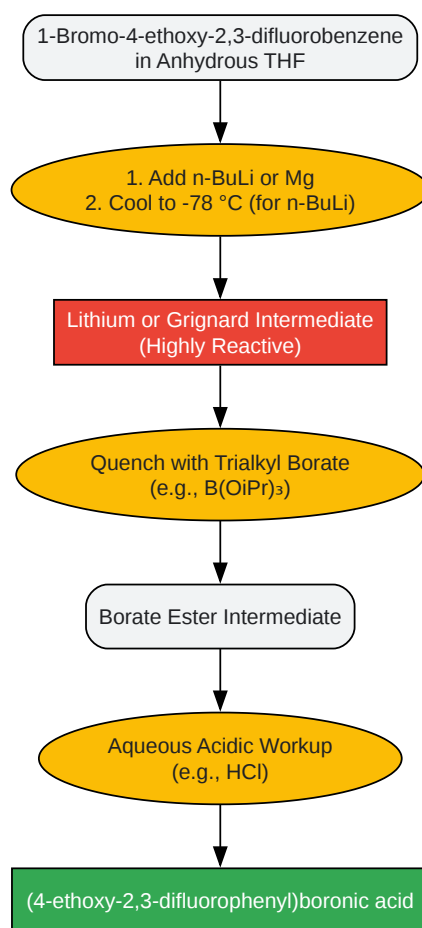 1-Bromo-4-ethoxy-2,3-difluorobenzene
in Anhydrous THF
1. Add n-BuLi or Mg
2. Cool to -78 °C (for n-BuLi)
Lithium or Grignard Intermediate
(Highly Reactive)
Quench with Trialkyl Borate
(e.g., B(OiPr)₃)
Borate Ester Intermediate
Aqueous Acidic Workup
(e.g., HCl)
(4-ethoxy-2,3-difluorophenyl)boronic acid